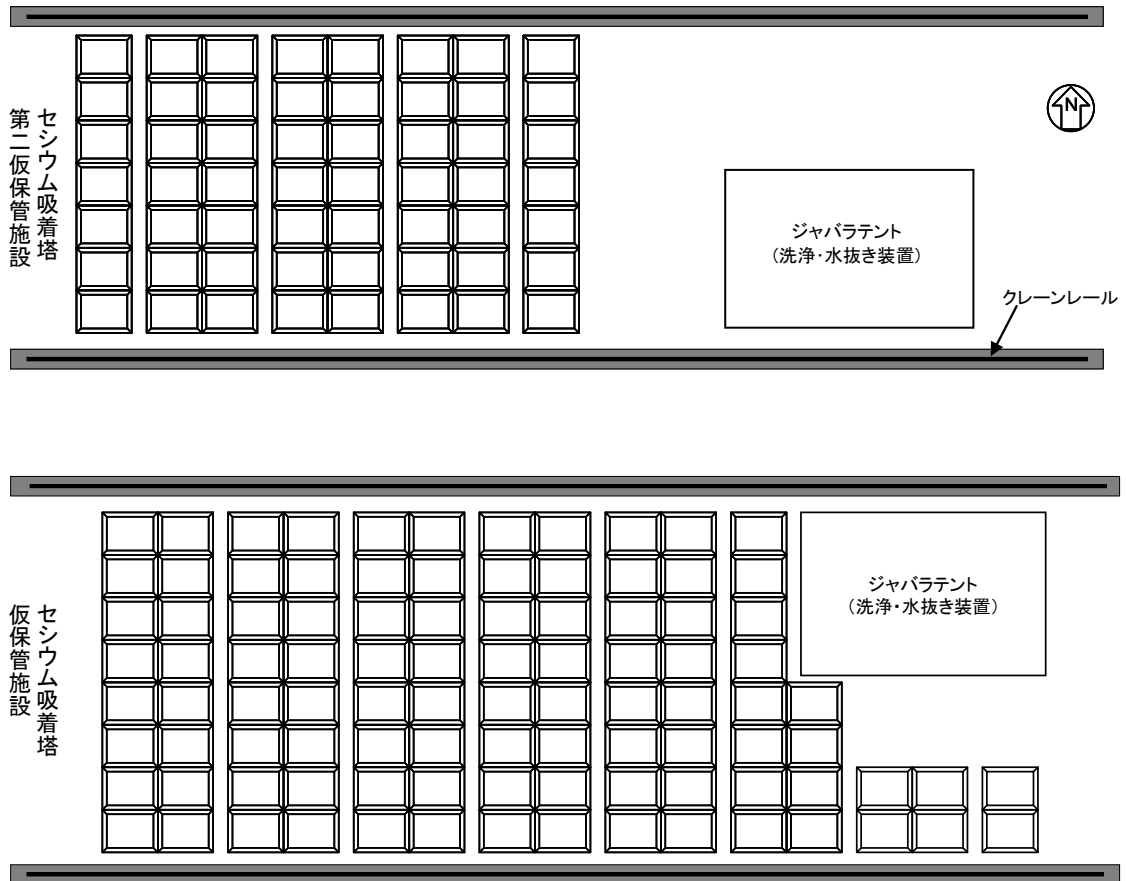 セシウム吸着塔
第二仮保管施設
N
ジャバラテント
(洗浄・水抜き装置)
クレーンレール
セシウム吸着塔
仮保管施設
ジャバラテント
(洗浄・水抜き装置)